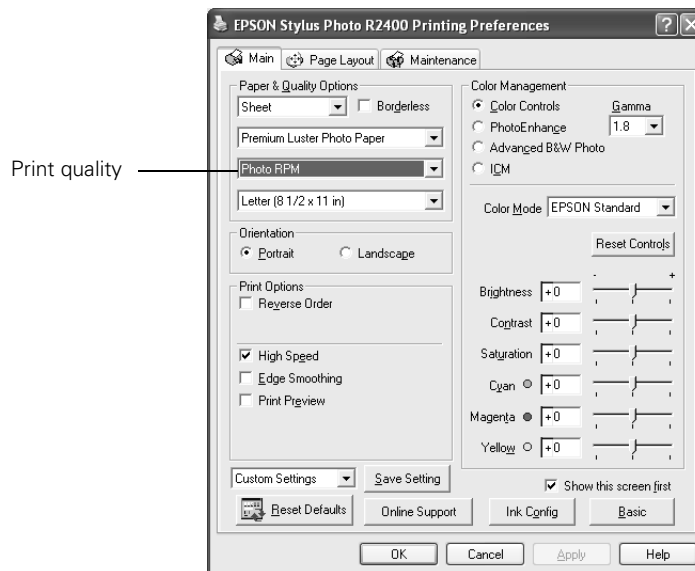 EPSON Stylus Photo R2400 Printing Preferences
Main
Page Layout
Maintenance
Print quality
Paper & Quality Options
Sheet
Borderless
Premium Luster Photo Paper
Photo RPM
Letter (8 1/2 x 11 in)
Orientation
Portrait
Landscape
Print Options
Reverse Order
High Speed
Edge Smoothing
Print Preview
Custom Settings
Save Setting
Reset Defaults
Online Support
Color Management
Color Controls
PhotoEnhance
Advanced B&W Photo
ICM
Gamma
1.8
Color Mode EPSON Standard
Reset Controls
- +
Brightness +0
Contrast +0
Saturation +0
Cyan +0
Magenta +0
Yellow +0
Show this screen first
Ink Config
Basic
OK
Cancel
Apply
Help